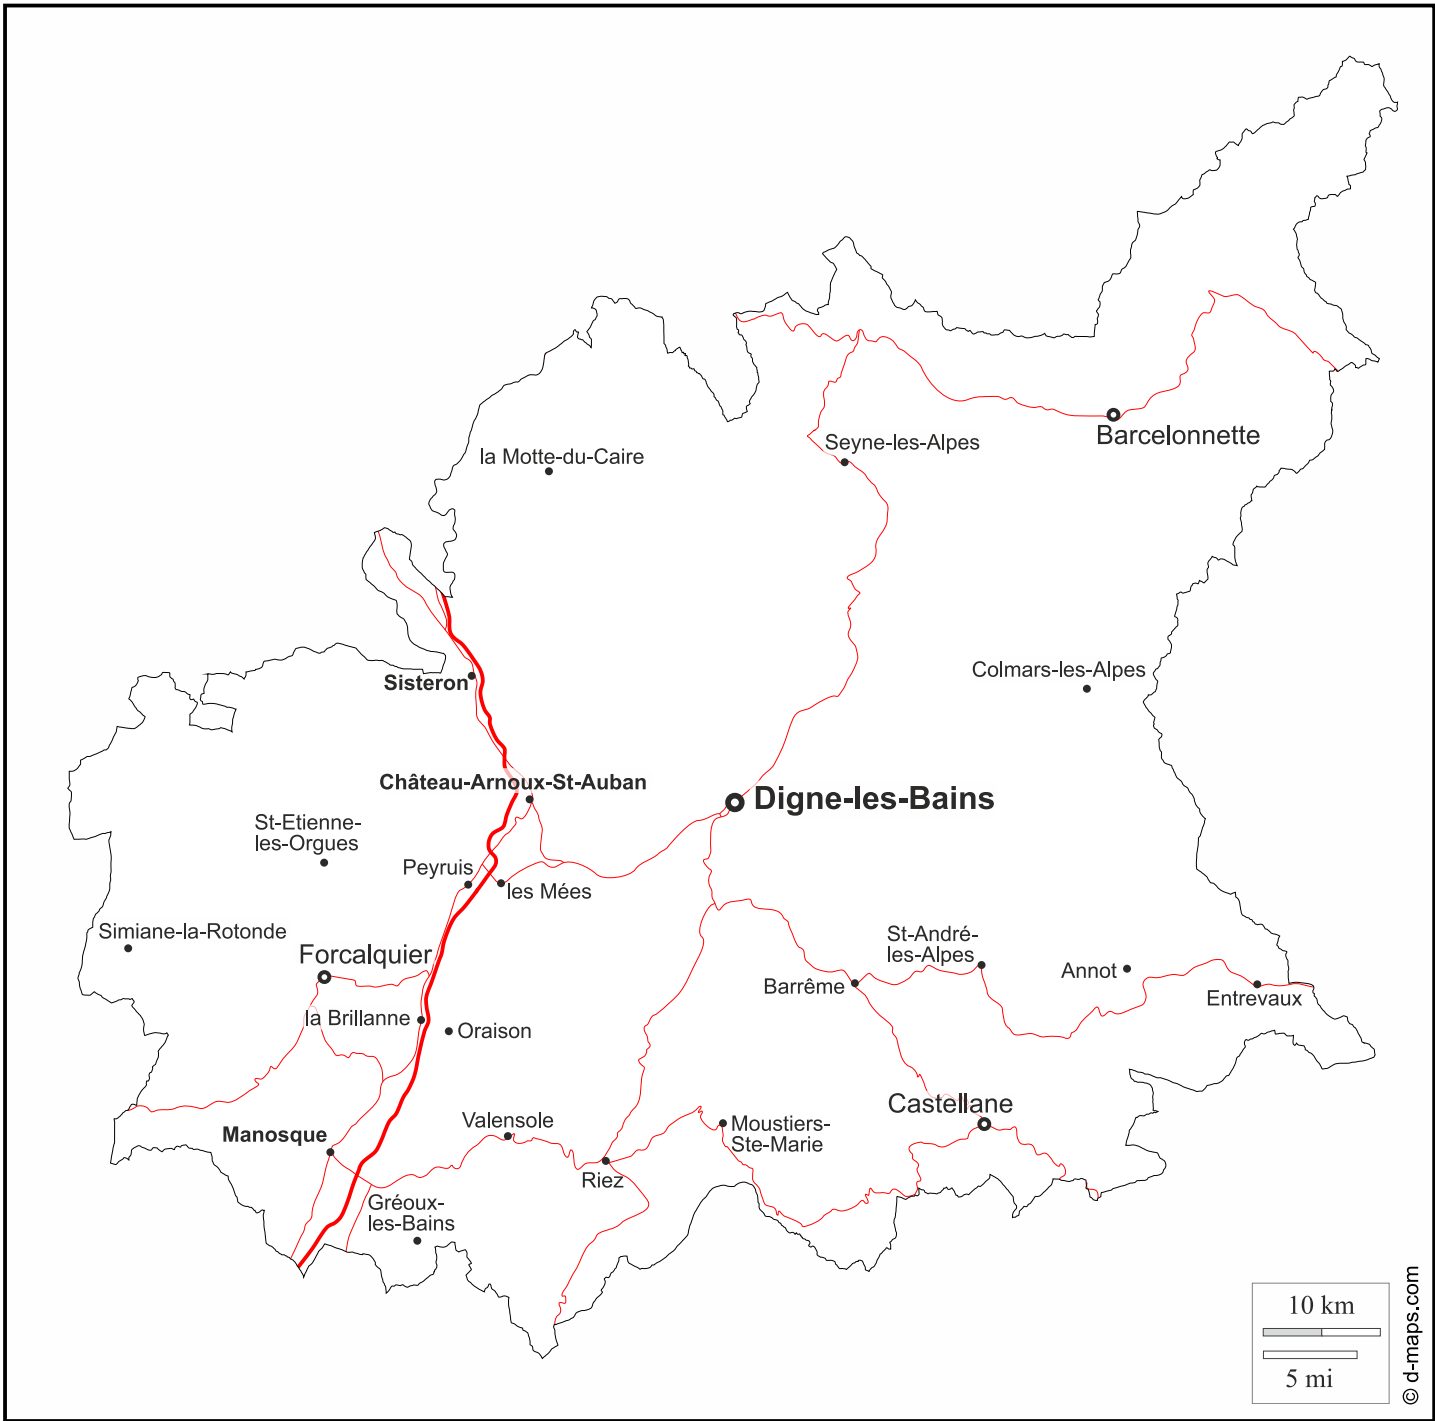 Barcelonnette
Seyne-les-Alpes
la Motte-du-Caire
Colmars-les-Alpes
Sisteron
Château-Arnoux-St-Auban
Digne-les-Bains
St-Etienne-
les-Orgues
Peyruis
les Mées
Simiane-la-Rotonde
Forcalquier
St-André-
les-Alpes
Annot
Barrême
Entrevaux
la Brillanne
Oraison
Castellane
Valensole
Moustiers-
Ste-Marie
Manosque
Riez
Gréoux-
les-Bains
10 km
5 mi
© d-maps.com